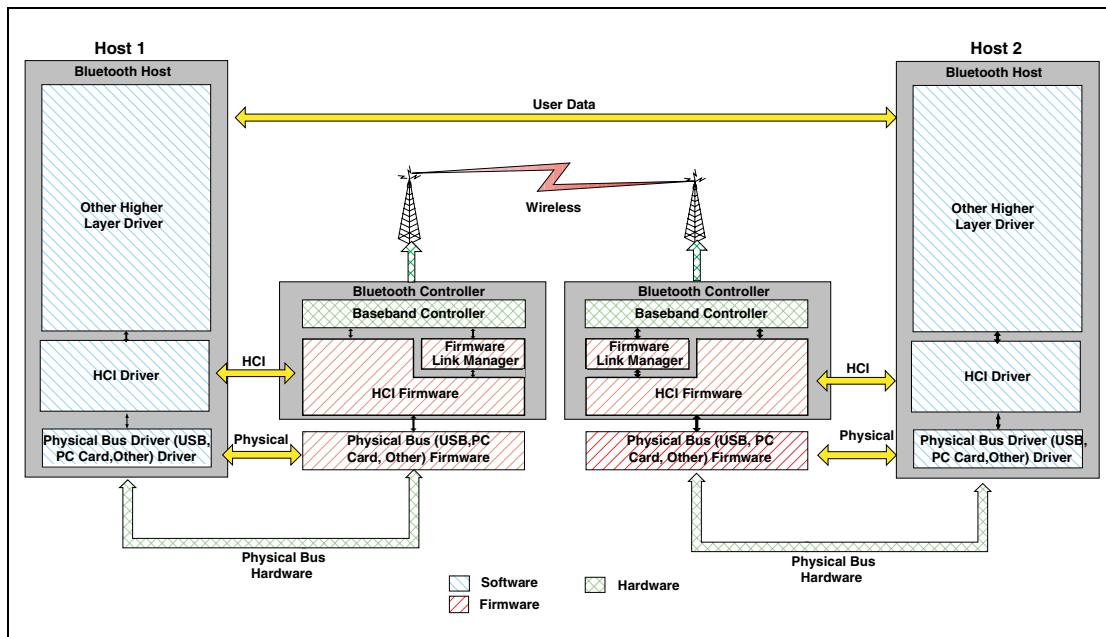 Host 1
Host 2
Bluetooth Host
Bluetooth Host
User Data
Other Higher
Layer Driver
Wireless
Other Higher
Layer Driver
Bluetooth Controller
Bluetooth Controller
Baseband Controller
Baseband Controller
Firmware
Link Manager
Firmware
Link Manager
HCI Driver
HCI
HCI Firmware
HCI Firmware
HCI
HCI Driver
Physical Bus Driver (USB,
PC Card,Other) Driver
Physical
Physical Bus (USB,PC
Card, Other) Firmware
Physical Bus (USB, PC
Card, Other) Firmware
Physical
Physical Bus Driver (USB,
PC Card,Other) Driver
Physical Bus
Hardware
Physical Bus
Hardware
Software
Hardware
Firmware